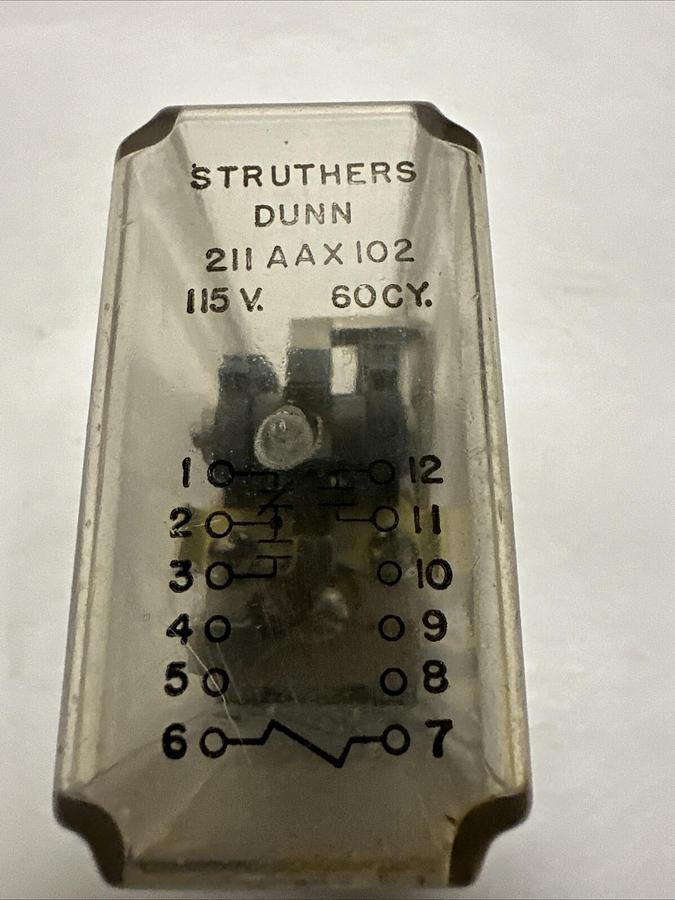 STRUTHERS
DUNN
211 AAX 102
115 V. 60CY.
1 12
2 11
3 10
4 9
5 8
6 7